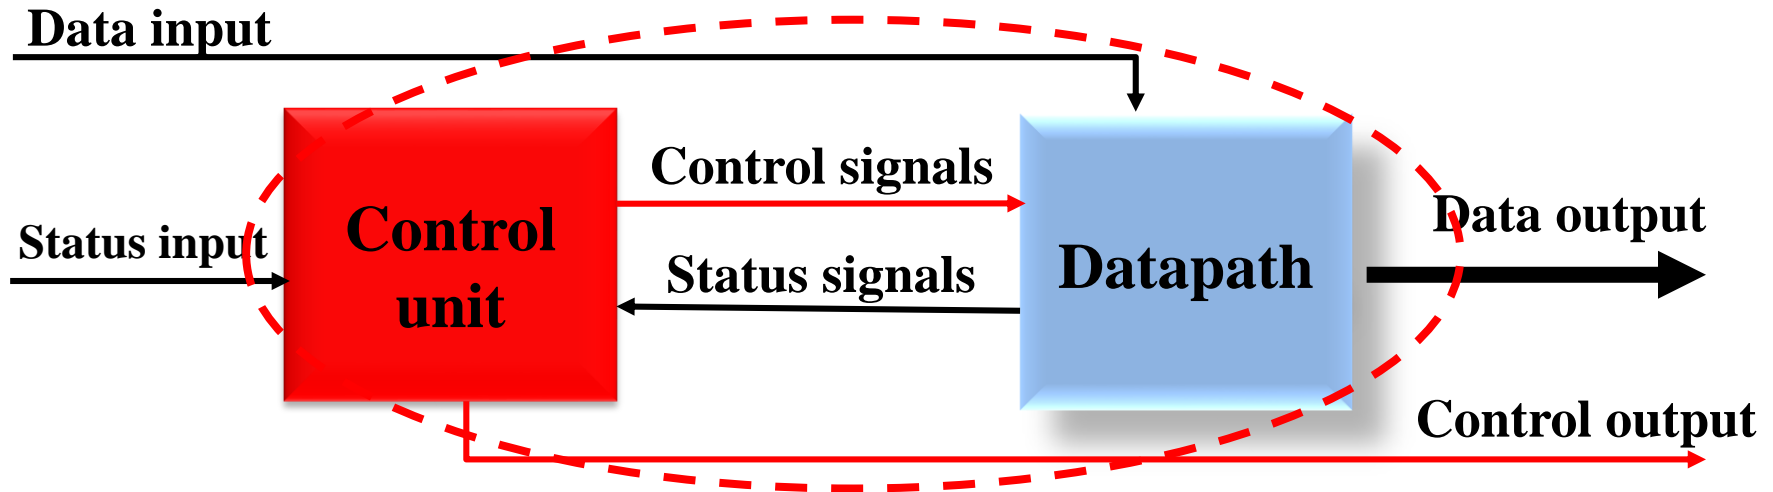 Data input
Control signals
Status input
Control
unit
Status signals
Datapath
Data output
Control output